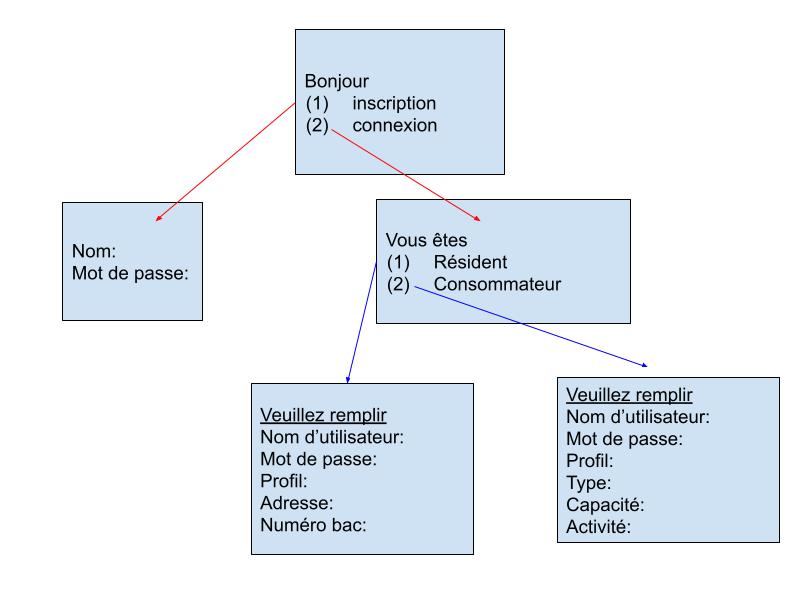 Bonjour
(1) inscription
(2) connexion
Nom:
Mot de passe:
Vous êtes
(1) Résident
(2) Consommateur
Veuillez remplir
Nom d'utilisateur:
Mot de passe:
Profil:
Adresse:
Numéro bac:
Veuillez remplir
Nom d'utilisateur:
Mot de passe:
Profil:
Type:
Capacité:
Activité: